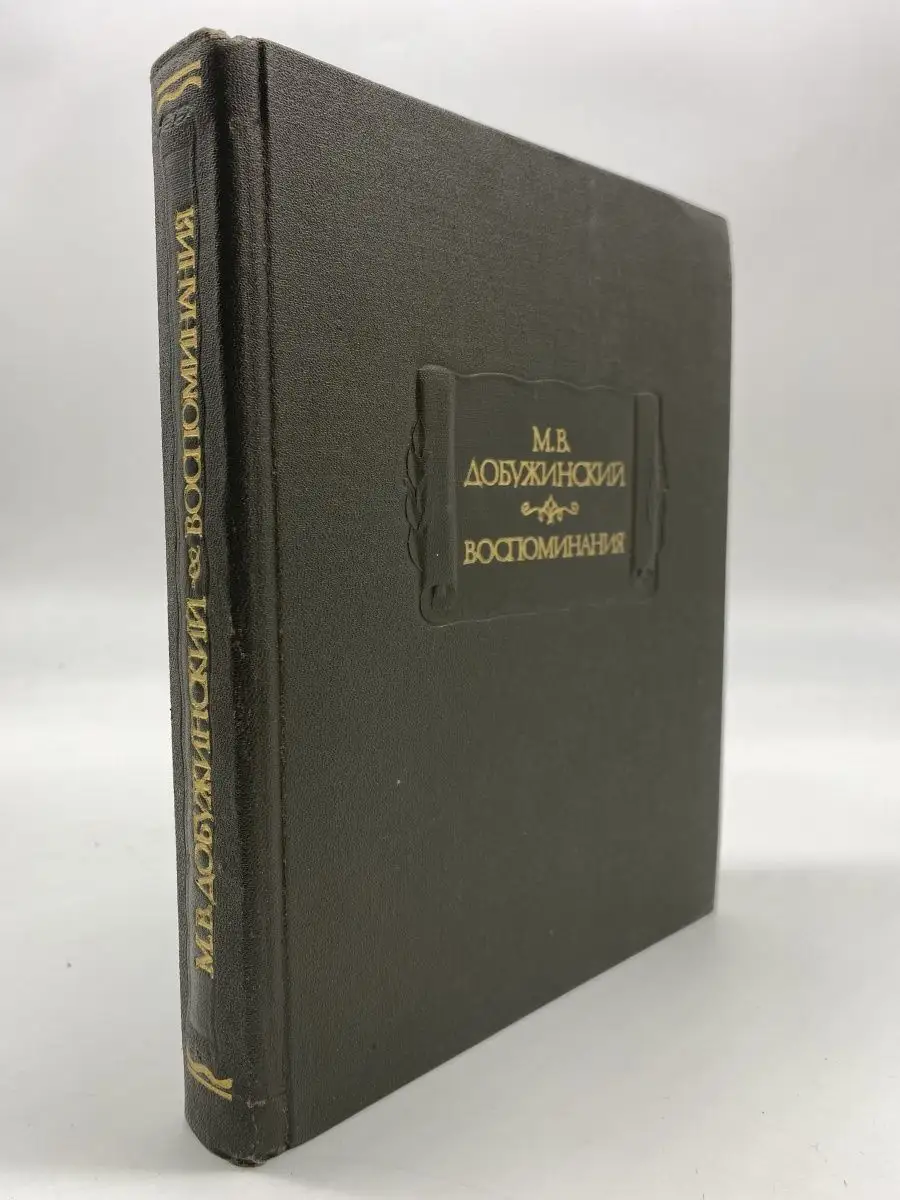 М.В. ДОБУЖИНСКИЙ ВОСПОМИНАНИЯ
М.В.
ДОБУЖИНСКИЙ
ВОСПОМИНАНИЯ